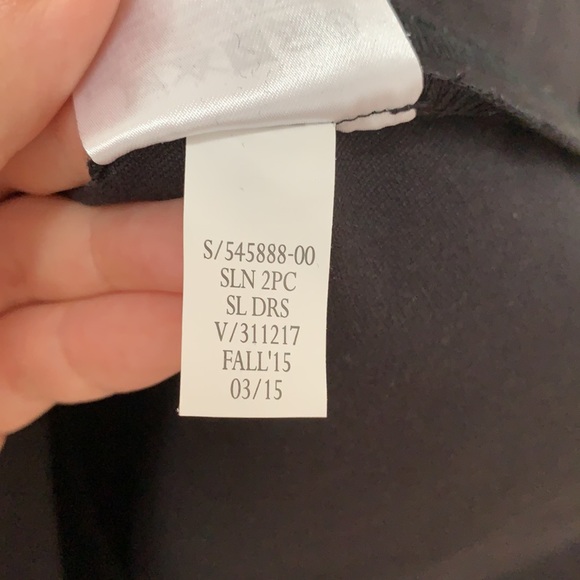 S/545888-00
SLN 2PC
SL DRS
V/311217
FALL'15
03/15